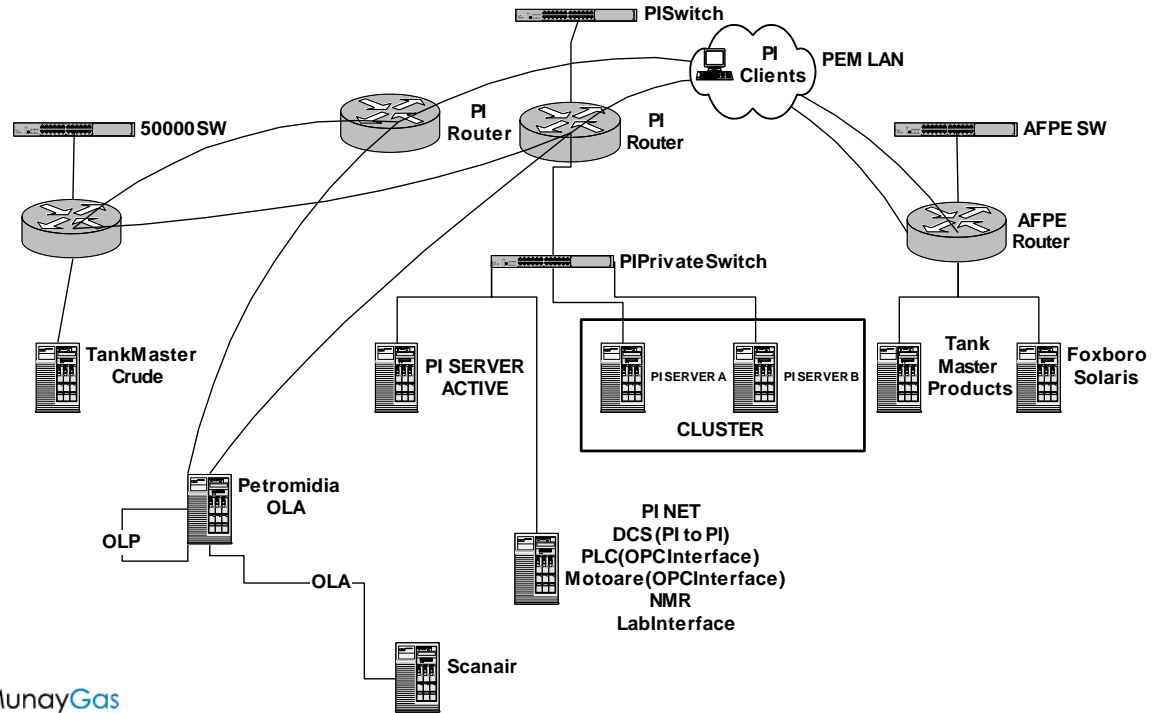 PISwitch
PI
Clients
PEM LAN
50000SW
PI
Router
PI
Router
AFPE SW
AFPE
Router
PIPrivateSwitch
TankMaster
Crude
PI SERVER
ACTIVE
PI SERVER A
PI SERVER B
CLUSTER
Tank
Master
Products
Foxboro
Solaris
Petromidia
OLA
OLP
OLA
PI NET
DCS (PI to PI)
PLC(OPCInterface)
Motoare(OPCInterface)
NMR
LabInterface
Scanair
MunayGas